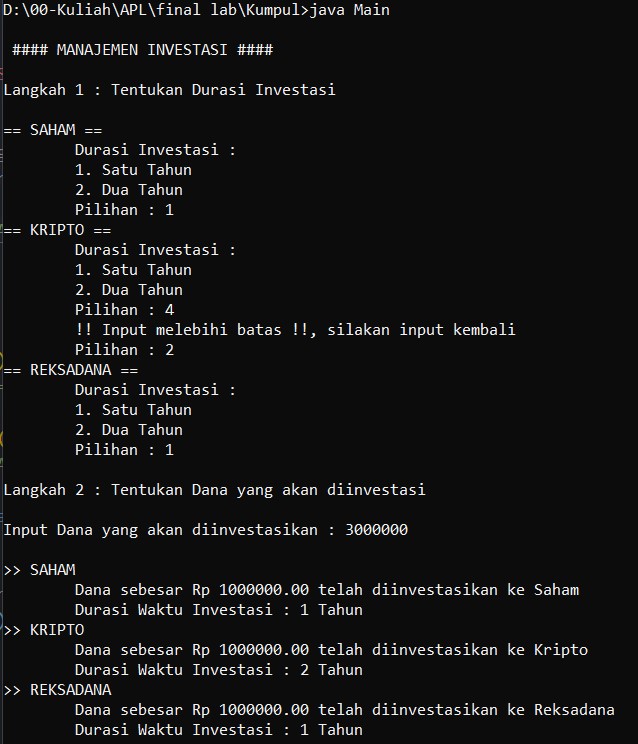 D:\00-Kuliah\APL\final lab\Kumpul>java Main
#### MANAJEMEN INVESTASI ####
Langkah 1 : Tentukan Durasi Investasi
== SAHAM ==
Durasi Investasi :
1. Satu Tahun
2. Dua Tahun
Pilihan : 1
== KRIPTO ==
Durasi Investasi :
1. Satu Tahun
2. Dua Tahun
Pilihan : 4
!! Input melebihi batas !!, silakan input kembali
Pilihan : 2
== REKSADANA ==
Durasi Investasi :
1. Satu Tahun
2. Dua Tahun
Pilihan : 1
Langkah 2 : Tentukan Dana yang akan diinvestasi
Input Dana yang akan diinvestasikan : 3000000
>> SAHAM
Dana sebesar Rp 1000000.00 telah diinvestasikan ke Saham
Durasi Waktu Investasi : 1 Tahun
>> KRIPTO
Dana sebesar Rp 1000000.00 telah diinvestasikan ke Kripto
Durasi Waktu Investasi : 2 Tahun
>> REKSADANA
Dana sebesar Rp 1000000.00 telah diinvestasikan ke Reksadana
Durasi Waktu Investasi : 1 Tahun